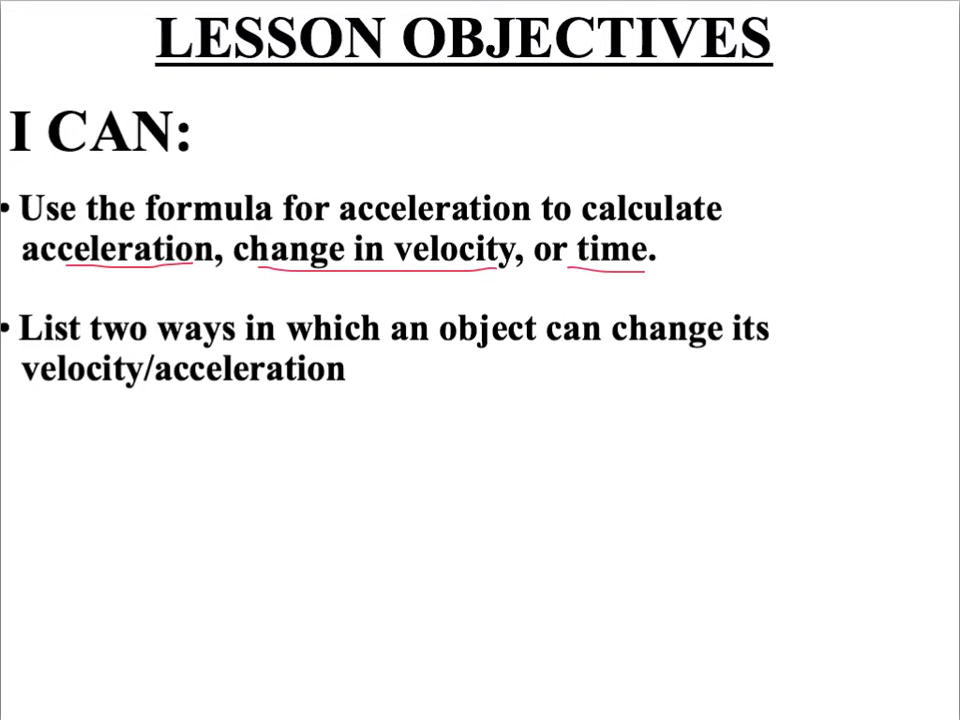 LESSON OBJECTIVES
I CAN:
• Use the formula for acceleration to calculate
acceleration, change in velocity, or time.
• List two ways in which an object can change its
velocity/acceleration